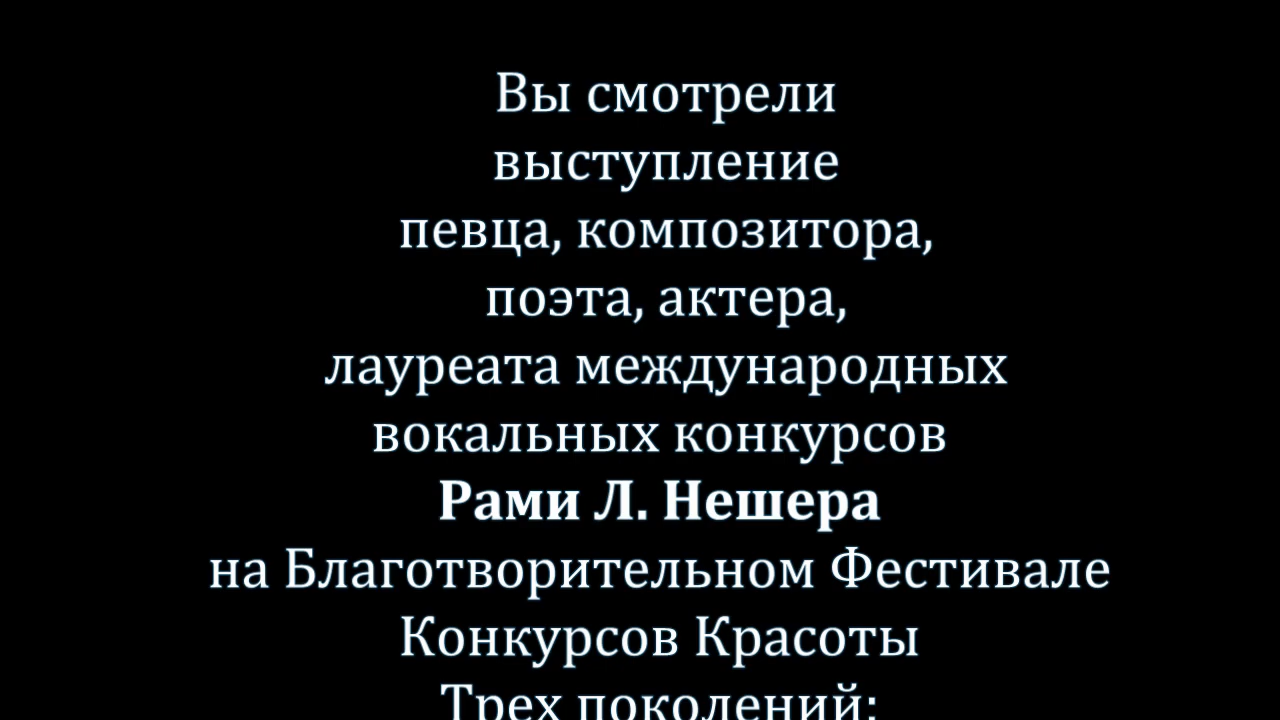 Вы смотрели
выступление
певца, композитора,
поэта, актера,
лауреата международных
вокальных конкурсов
Рами Л. Нешера
на Благотворительном Фестивале
Конкурсов Красоты
Трех поколений: